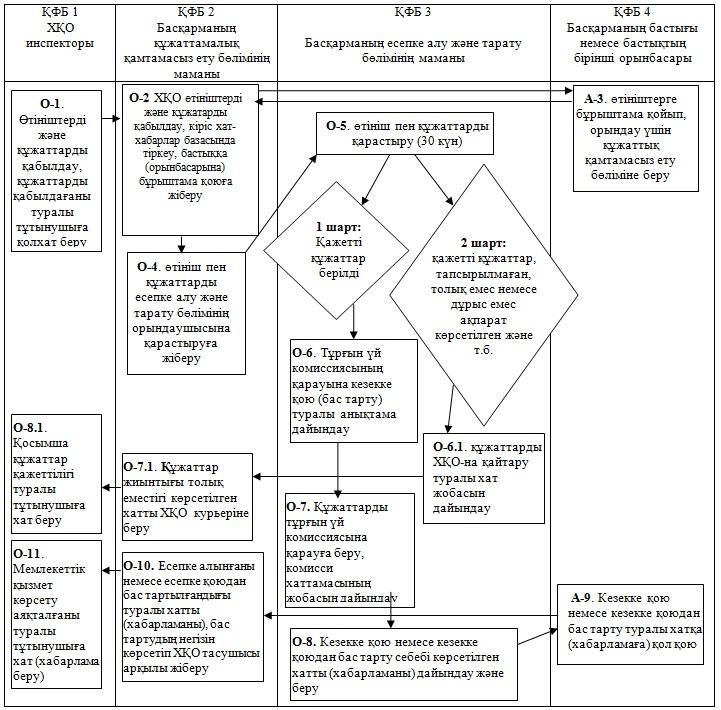 ҚФБ 1
ХҚО
инспекторы
ҚФБ 2
Басқарманың
құжаттамалық
қамтамасыз ету бөлімінің
маманы
ҚФБ 3
Басқарманың есепке алу және тарату
бөлімінің маманы
ҚФБ 4
Басқарманың бастығы
немесе бастықтың
бірінші орынбасары
О-1.
Өтініштерді
және
құжаттарды
қабылдау,
құжаттарды
қабылдағаны
туралы
тұтынушыға
қолхат беру
О-2 ХҚО өтініштерді
және құжатарды
қабылдау, кіріс хат-
хабарлар базасында
тіркеу, бастыққа
(орынбасарына)
бұрыштама қоюға
жіберу
А-3. өтініштерге
бұрыштама қойып,
орындау үшін
құжаттық
қамтамасыз ету
бөліміне беру
О-4. өтініш пен
құжаттарды
есепке алу және
тарату бөлімінің
орындаушысына
қарастыруға
жіберу
О-5. өтініш пен құжаттарды
қарастыру (30 күн)
1 шарт:
Қажетті
құжаттар
берілді
2 шарт:
қажетті құжаттар,
тапсырылмаған,
толық емес немесе
дұрыс емес
ақпарат
көрсетілген және
т.б.
О-6. Тұрғын үй
комиссиясының
қарауына кезекке
қою (бас тарту)
туралы анықтама
дайындау
О-6.1. құжаттарды
ХҚО-на қайтару
туралы хат
жобасын
дайындау
О-7.1. Құжаттар
жиынтығы толық
еместігі көрсетілген
хатты ХҚО курьеріне
беру
О-8.1.
Қосымша
құжаттар
қажеттілігі
туралы
тұтынушыға
хат беру
О-7. Құжаттарды
тұрғын үй
комиссиясына
қарауға беру,
комисси
хаттамасының
жобасын дайындау
О-8. Кезекке қою немесе кезекке
қоюдан бас тарту себебі көрсетілген
хатты (хабарламаны) дайындау және
беру
А-9. Кезекке қою
немесе кезекке қоюдан
бас тарту туралы хатқа
(хабарламаға) қол қою
О-10. Есепке алынғаны
немесе есепке қоюдан
бас тартылғандығы
туралы хатты
(хабарламаны), бас
тартудың негізін
көрсетіп ХҚО тасушысы
арқылы жіберу
О-11.
Мемлекеттік
қызмет
көрсету
аяқталғаны
туралы
тұтынушыға
хат (хабарлама
беру)